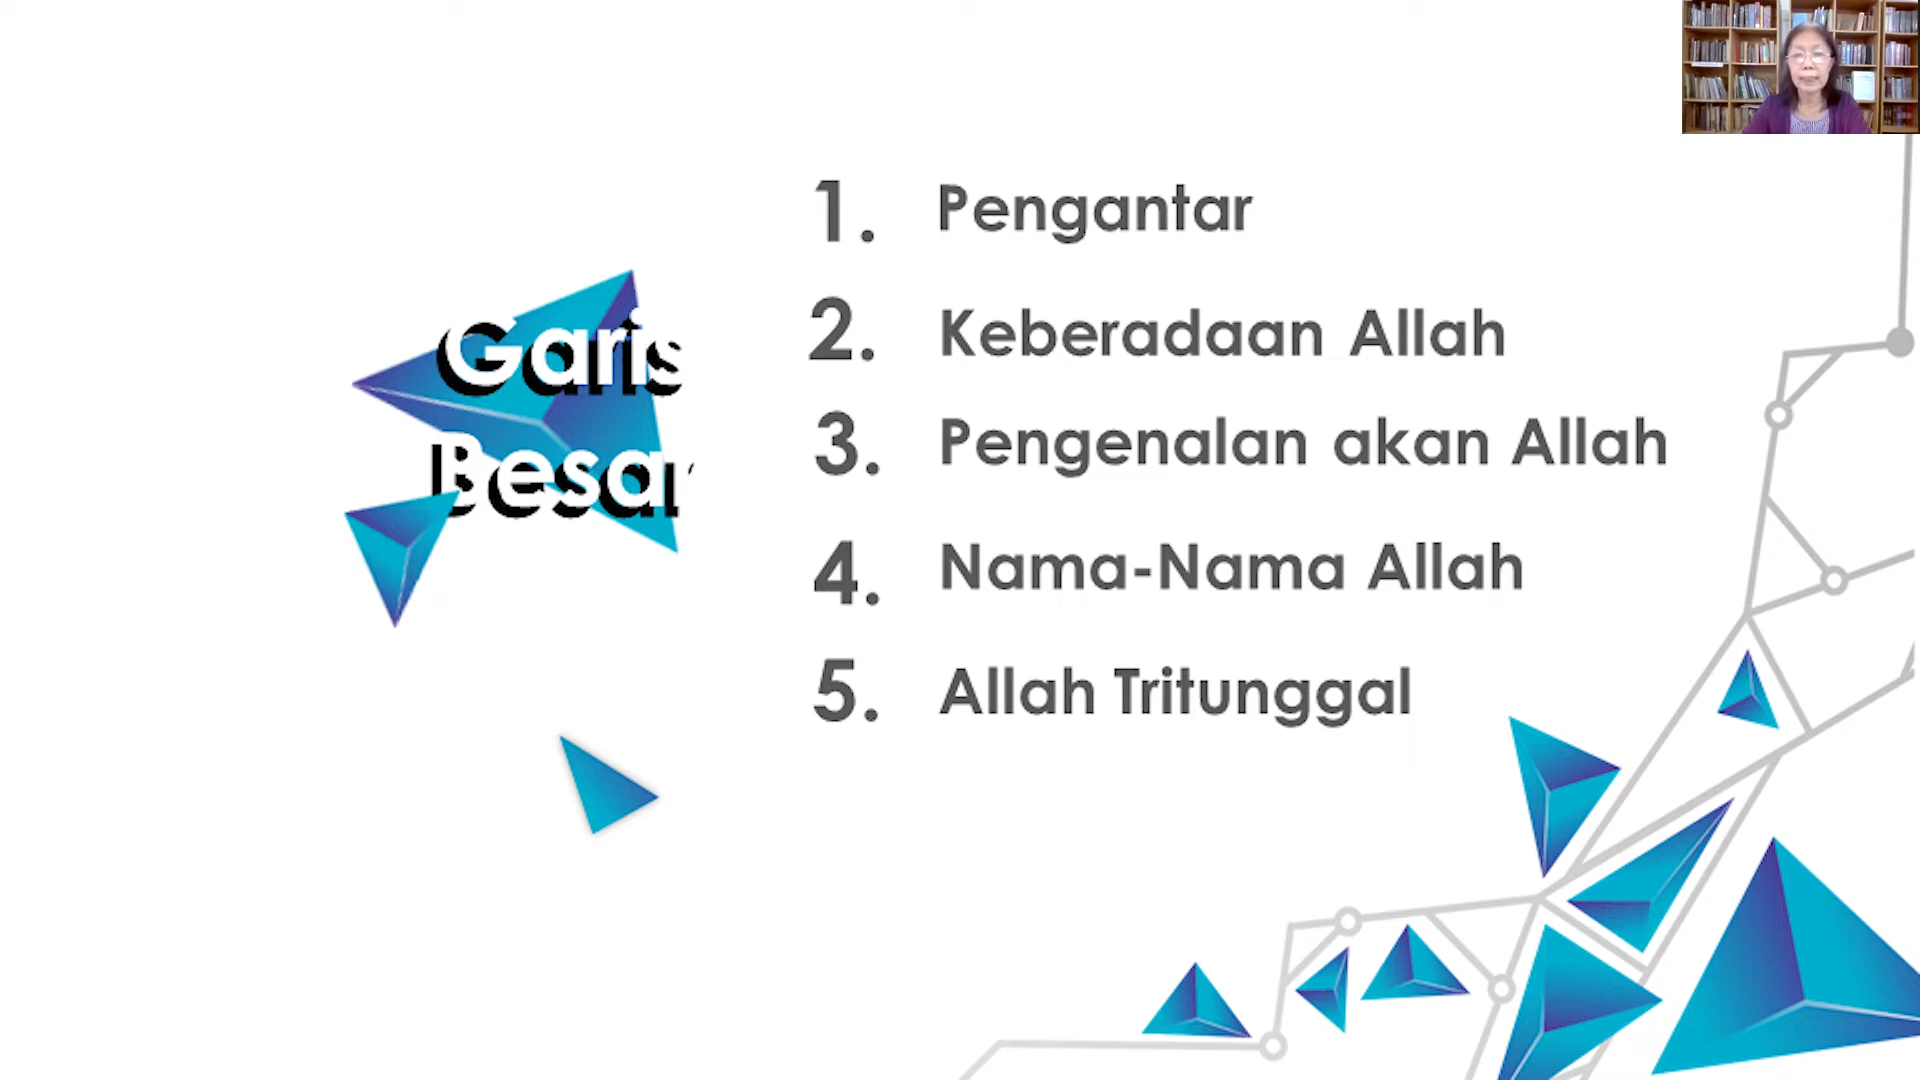 Garis
Besar
1. Pengantar
2. Keberadaan Allah
3. Pengenalan akan Allah
4. Nama-Nama Allah
5. Allah Tritunggal